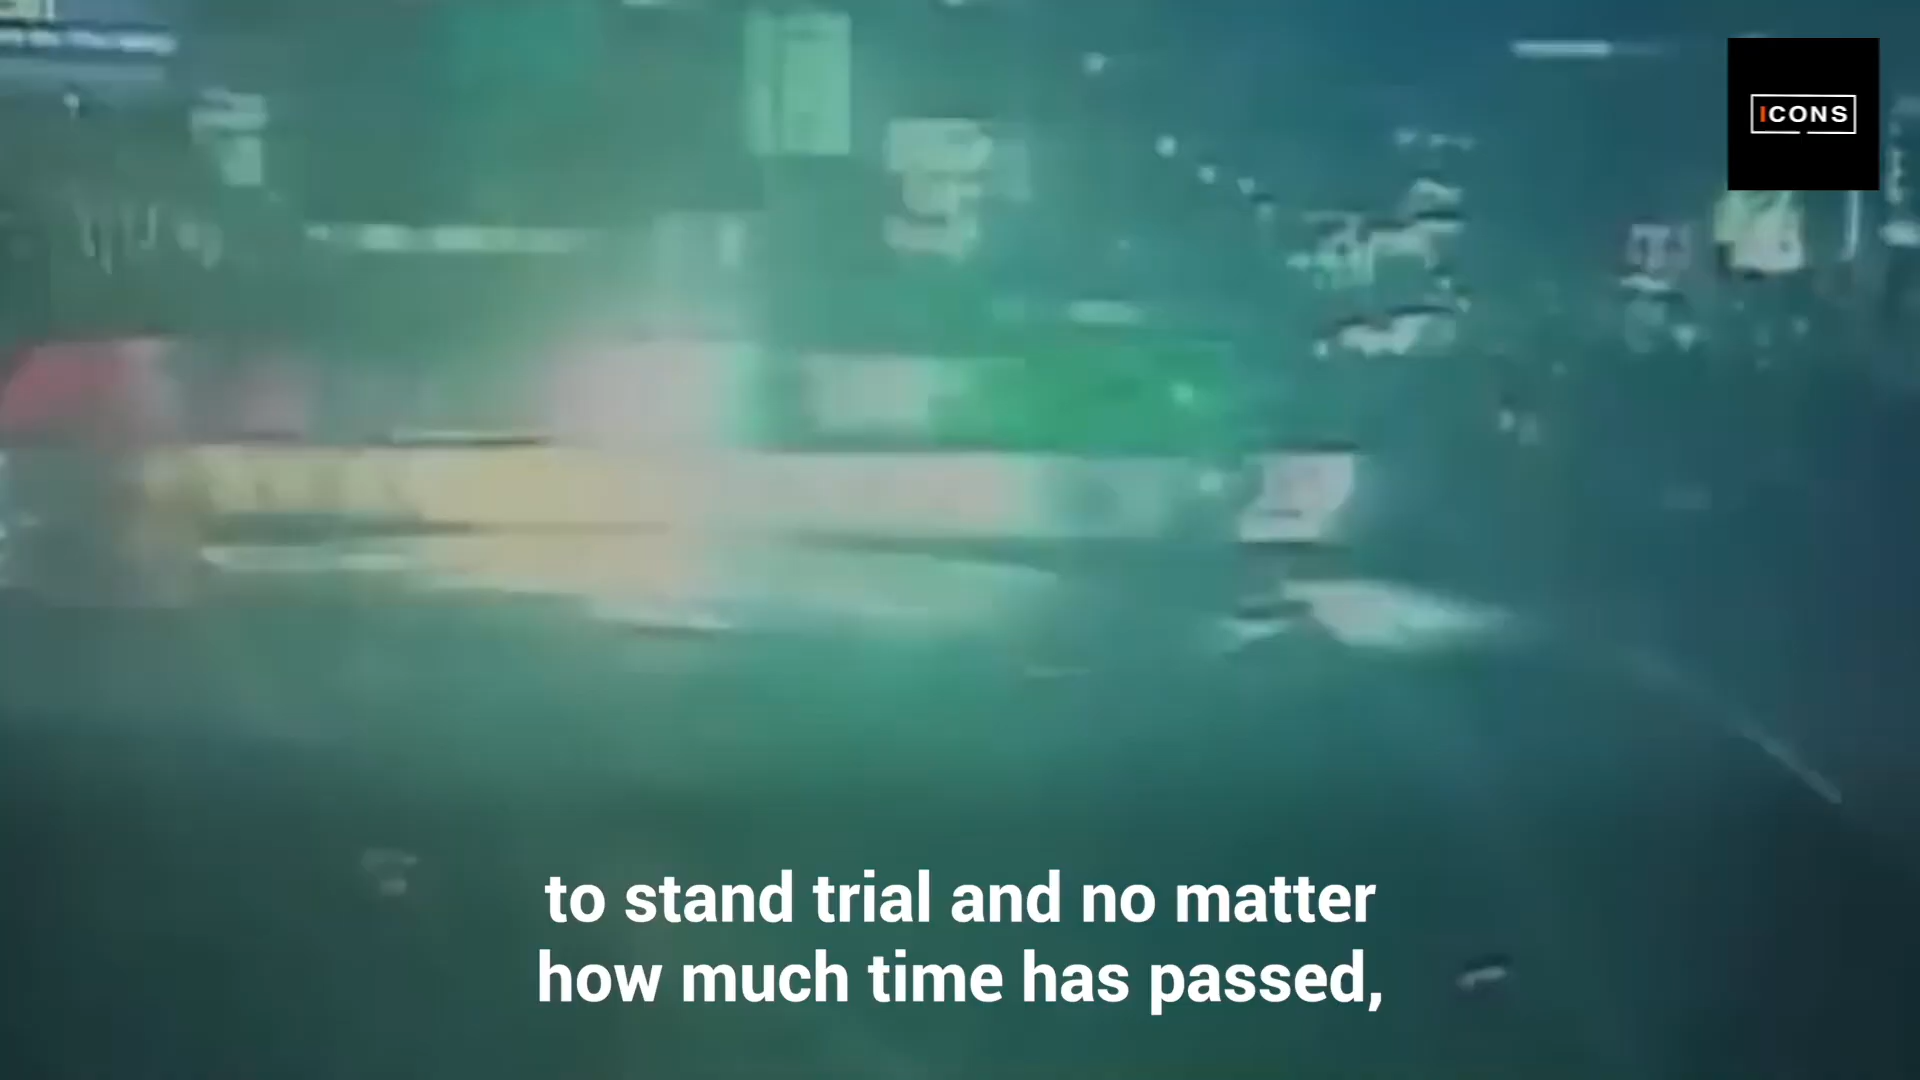 ICONS
to stand trial and no matter
how much time has passed,